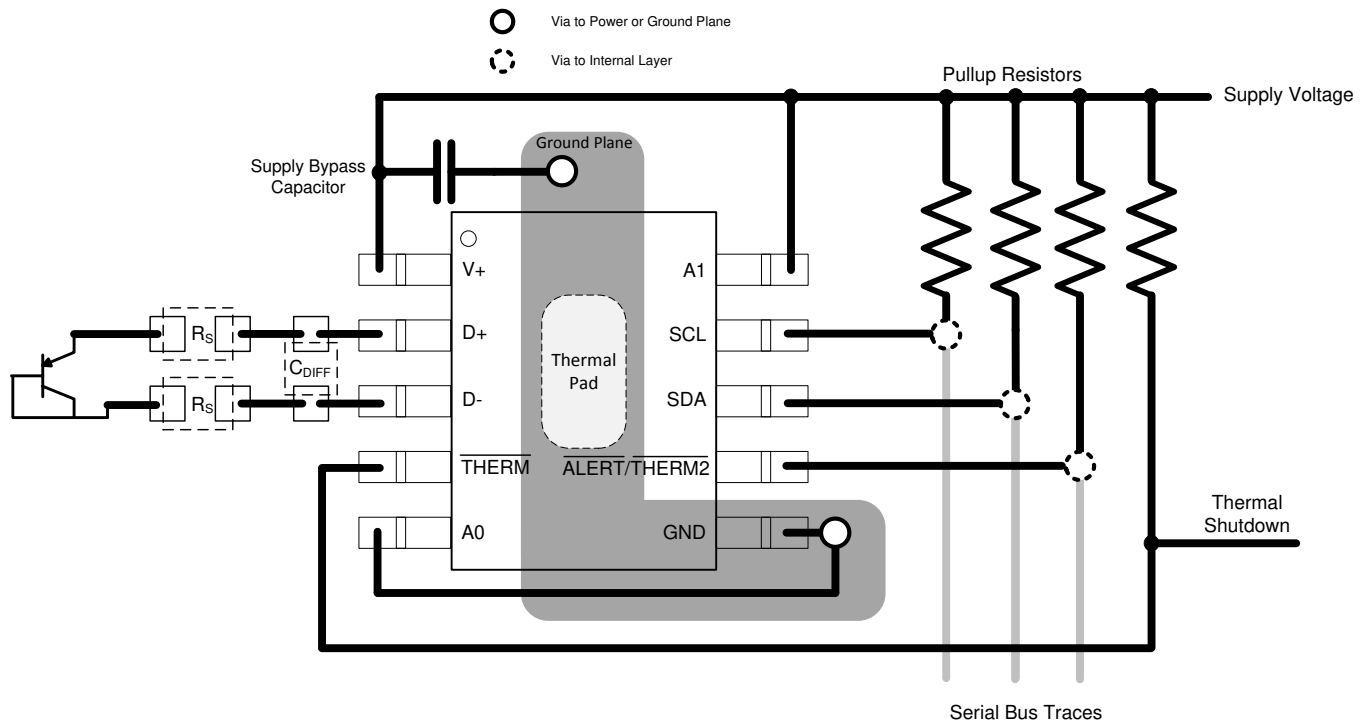 Via to Power or Ground Plane
Via to Internal Layer
Pullup Resistors
Supply Voltage
Ground Plane
Supply Bypass
Capacitor
V+
A1
D+
SCL
RS
CDIFF
Thermal
Pad
RS
D-
SDA
THERM
ALERT/THERM2
A0
GND
Thermal
Shutdown
Serial Bus Traces